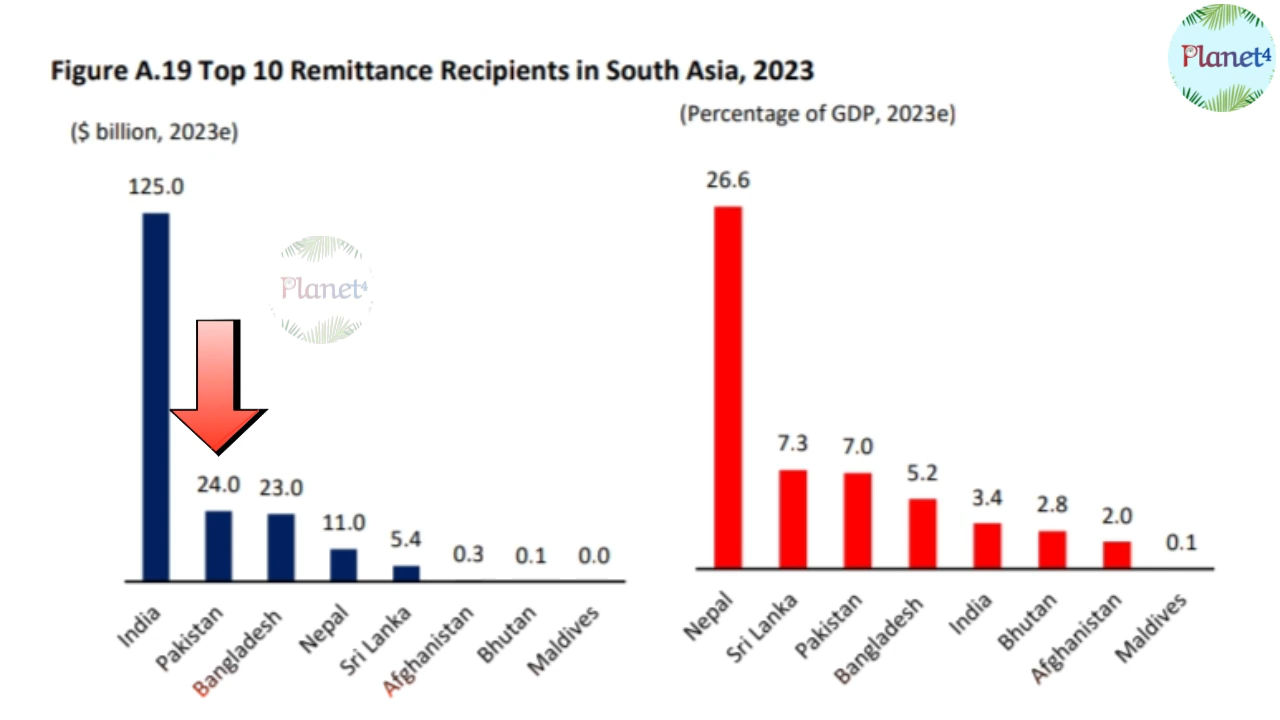 Planet4
Figure A.19 Top 10 Remittance Recipients in South Asia, 2023
($ billion, 2023e)
125.0
24.0
23.0
11.0
5.4
0.3
0.1
0.0
India
Pakistan
Bangladesh
Nepal
Sri Lanka
Afghanistan
Bhutan
Maldives
Planet4
(Percentage of GDP, 2023e)
26.6
7.3
7.0
5.2
3.4
2.8
2.0
0.1
Nepal
Sri Lanka
Pakistan
Bangladesh
India
Bhutan
Afghanistan
Maldives